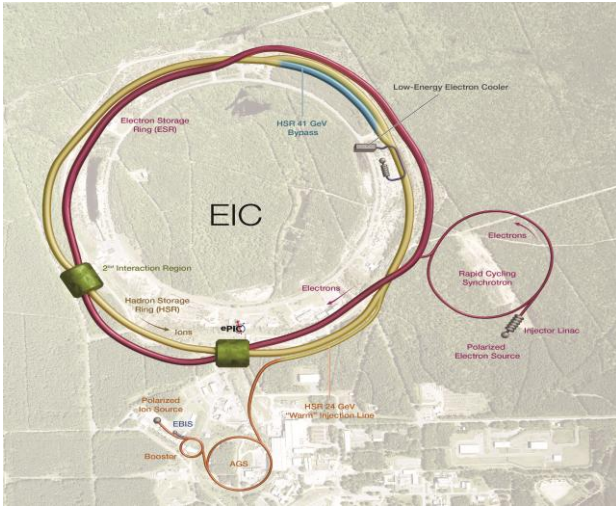 Low-Energy Electron Cooler
Electron Storage
Ring (ESR)
HSR 41 GeV
Bypass
EIC
Electrons
Rapid Cycling
Synchrotron
2nd Interaction Region
Electrons
Hadron Storage
Ring (HSR)
Ions
ePIC
Injector Linac
Polarized
Electron Source
Polarized
Ion Source
HSR 24 GeV
"Warm" Injection Line
EBIS
Booster
AGS